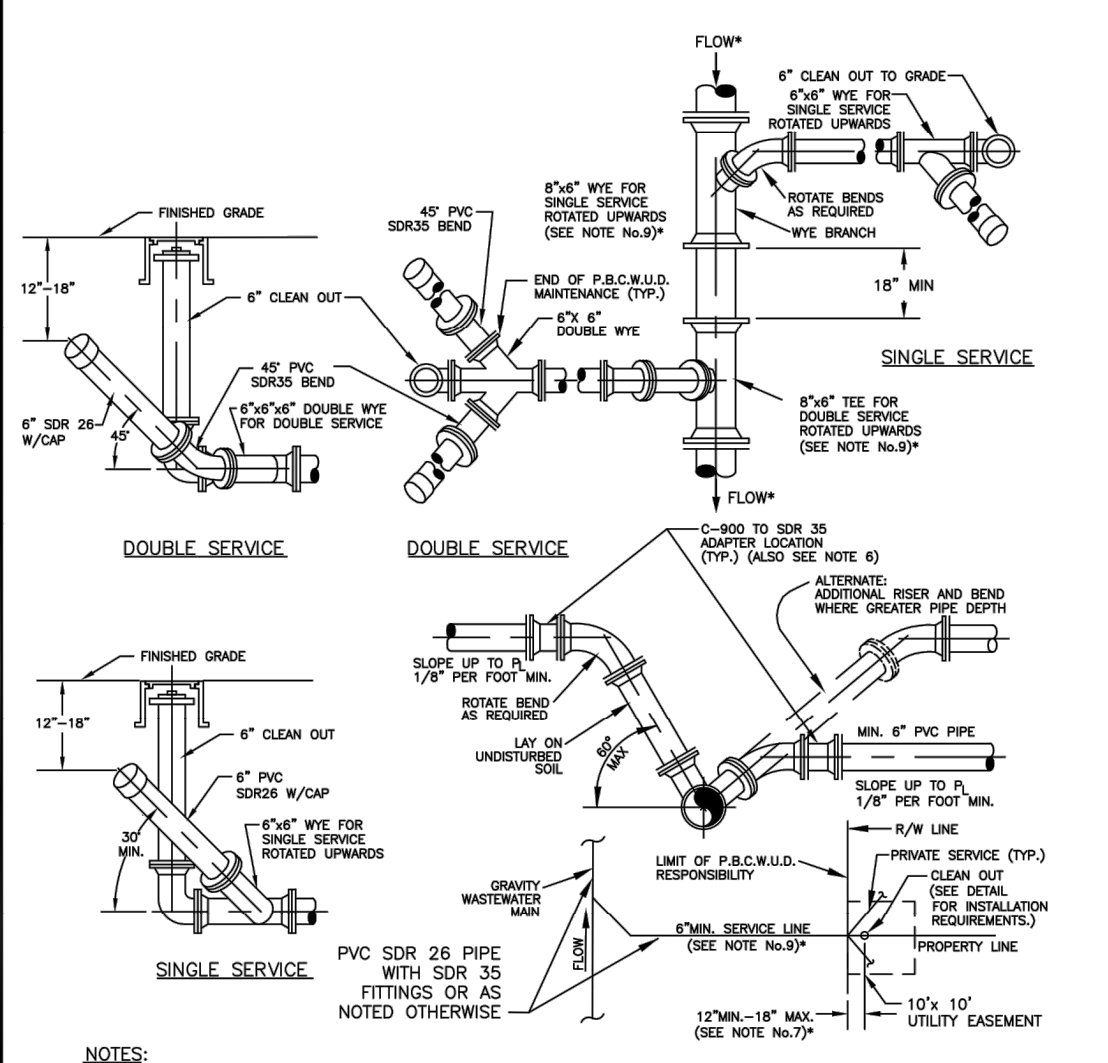 FLOW*
6" CLEAN OUT TO GRADE
6"x6" WYE FOR
SINGLE SERVICE
ROTATED UPWARDS
8"x6" WYE FOR
SINGLE SERVICE
ROTATED UPWARDS
(SEE NOTE No.9)*
ROTATE BENDS
AS REQUIRED
WYE BRANCH
18" MIN
SINGLE SERVICE
FINISHED GRADE
12"-18"
6" CLEAN OUT
45° PVC
SDR35 BEND
END OF P.B.C.W.U.D.
MAINTENANCE (TYP.)
6"X 6"
DOUBLE WYE
45° PVC
SDR35 BEND
6"x6"x6" DOUBLE WYE
FOR DOUBLE SERVICE
6" SDR 26
W/CAP
45°
8"x6" TEE FOR
DOUBLE SERVICE
ROTATED UPWARDS
(SEE NOTE No.9)*
FLOW*
DOUBLE SERVICE
DOUBLE SERVICE
C-900 TO SDR 35
ADAPTER LOCATION
(TYP.) (ALSO SEE NOTE 6)
ALTERNATE:
ADDITIONAL RISER AND BEND
WHERE GREATER PIPE DEPTH
SLOPE UP TO PL
1/8" PER FOOT MIN.
ROTATE BEND
AS REQUIRED
LAY ON
UNDISTURBED
SOIL
60°
MAX
MIN. 6" PVC PIPE
SLOPE UP TO PL
1/8" PER FOOT MIN.
FINISHED GRADE
12"-18"
6" CLEAN OUT
6" PVC
SDR26 W/CAP
30°
MIN.
6"x6" WYE FOR
SINGLE SERVICE
ROTATED UPWARDS
SINGLE SERVICE
R/W LINE
LIMIT OF P.B.C.W.U.D.
RESPONSIBILITY
PRIVATE SERVICE (TYP.)
CLEAN OUT
(SEE DETAIL
FOR INSTALLATION
REQUIREMENTS.)
GRAVITY
WASTEWATER
MAIN
FLOW
6"MIN. SERVICE LINE
(SEE NOTE No.9)*
PROPERTY LINE
PVC SDR 26 PIPE
WITH SDR 35
FITTINGS OR AS
NOTED OTHERWISE
12"MIN.-18" MAX.
(SEE NOTE No.7)*
10'x 10'
UTILITY EASEMENT
NOTES: